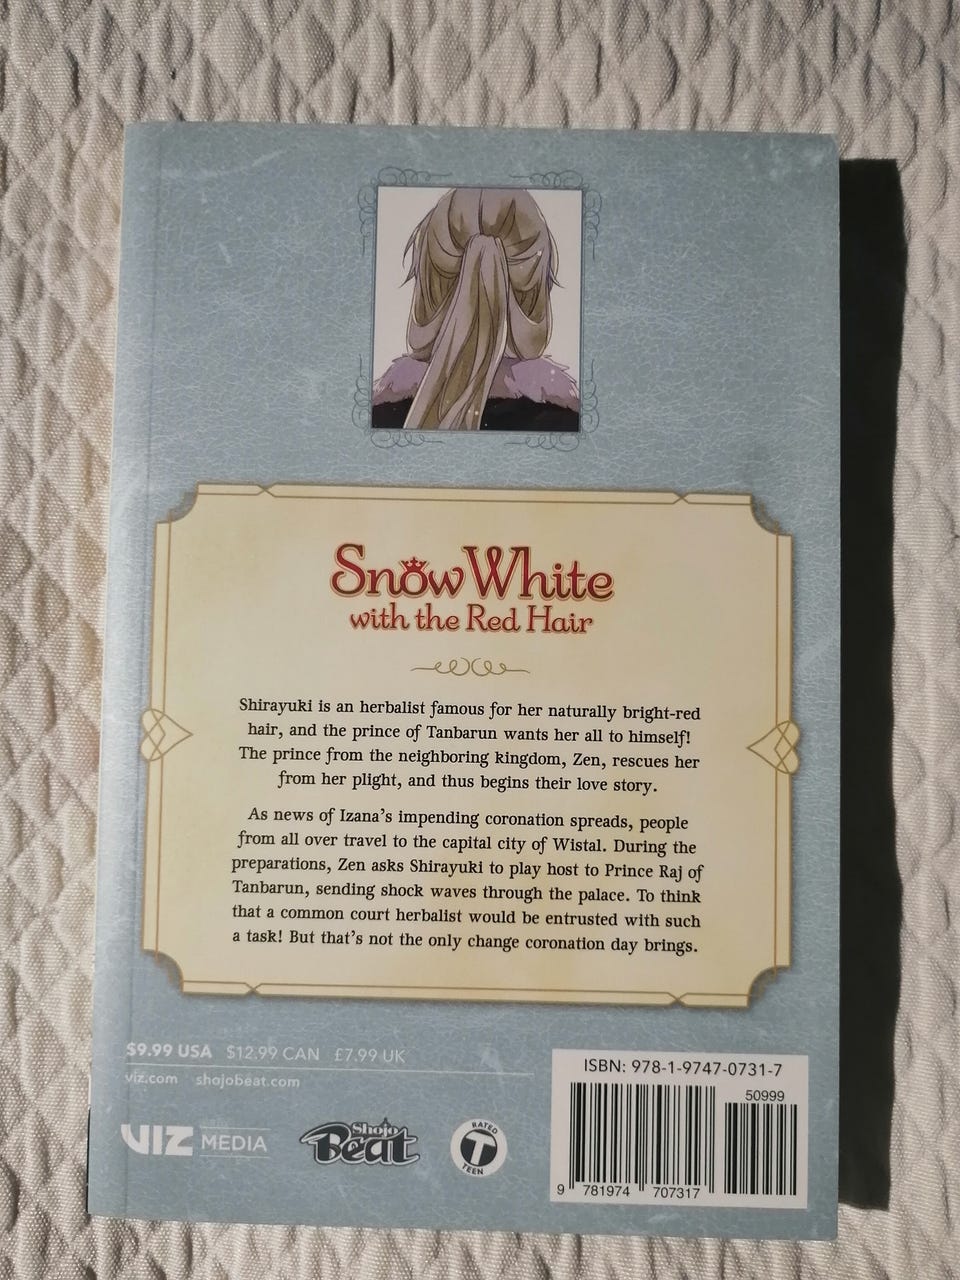 Snow White
with the Red Hair
Shirayuki is an herbalist famous for her naturally bright-red
hair, and the prince of Tanbarun wants her all to himself!
The prince from the neighboring kingdom, Zen, rescues her
from her plight, and thus begins their love story.
As news of Izana's impending coronation spreads, people
from all over travel to the capital city of Wistal. During the
preparations, Zen asks Shirayuki to play host to Prince Raj of
Tanbarun, sending shock waves through the palace. To think
that a common court herbalist would be entrusted with such
a task! But that's not the only change coronation day brings.
$9.99 USA $12.99 CAN £7.99 UK
viz.com shojobeat.com
VIZ MEDIA
Shojo
Beat
RATED
T
TEEN
ISBN: 978-1-9747-0731-7
50999
9 781974 707317